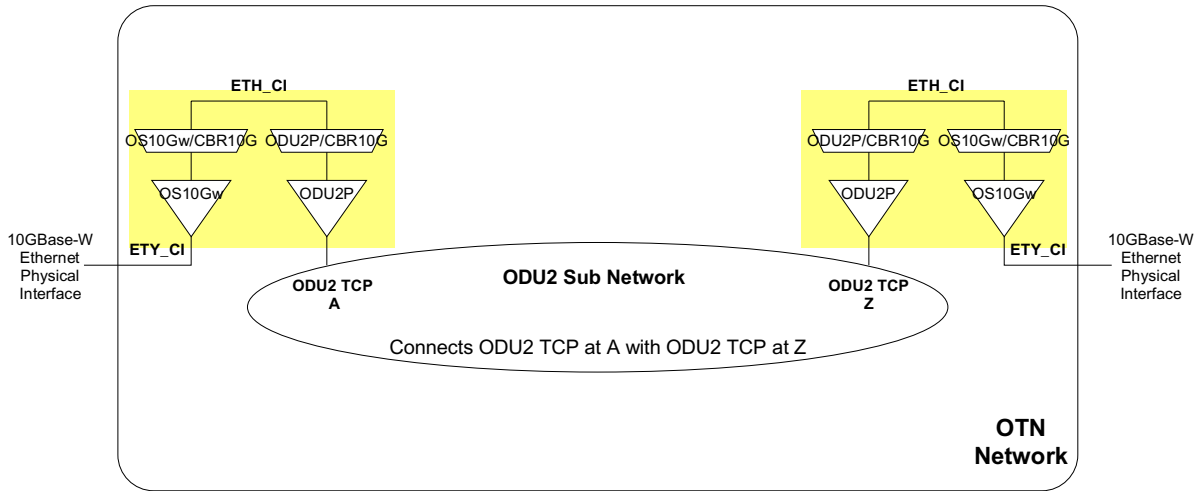 ETH_CI
ETH_CI
OS10Gw/CBR10G
ODU2P/CBR10G
ODU2P/CBR10G
OS10Gw/CBR10G
OS10Gw
ODU2P
ODU2P
OS10Gw
10GBase-W
Ethernet
Physical
Interface
ETY_CI
ETY_CI
10GBase-W
Ethernet
Physical
Interface
ODU2 TCP
A
ODU2 Sub Network
ODU2 TCP
Z
Connects ODU2 TCP at A with ODU2 TCP at Z
OTN
Network